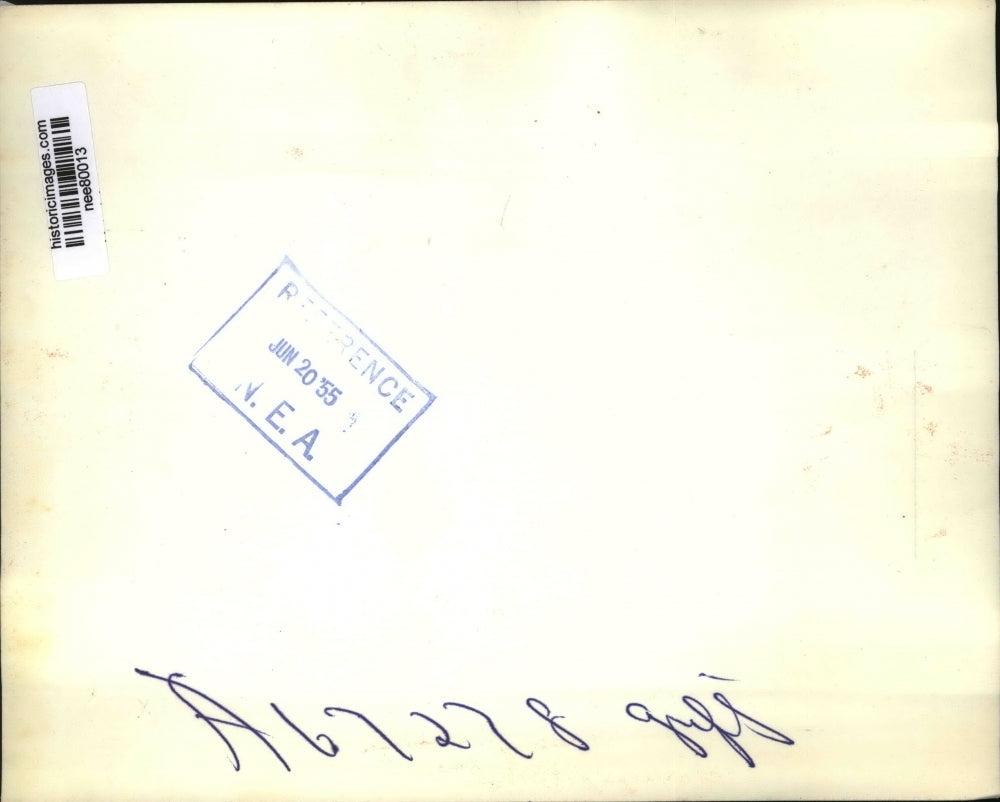 historicimages.com
nee80013
REFERENCE
JUN 20 '55
N. E. A.
A67278